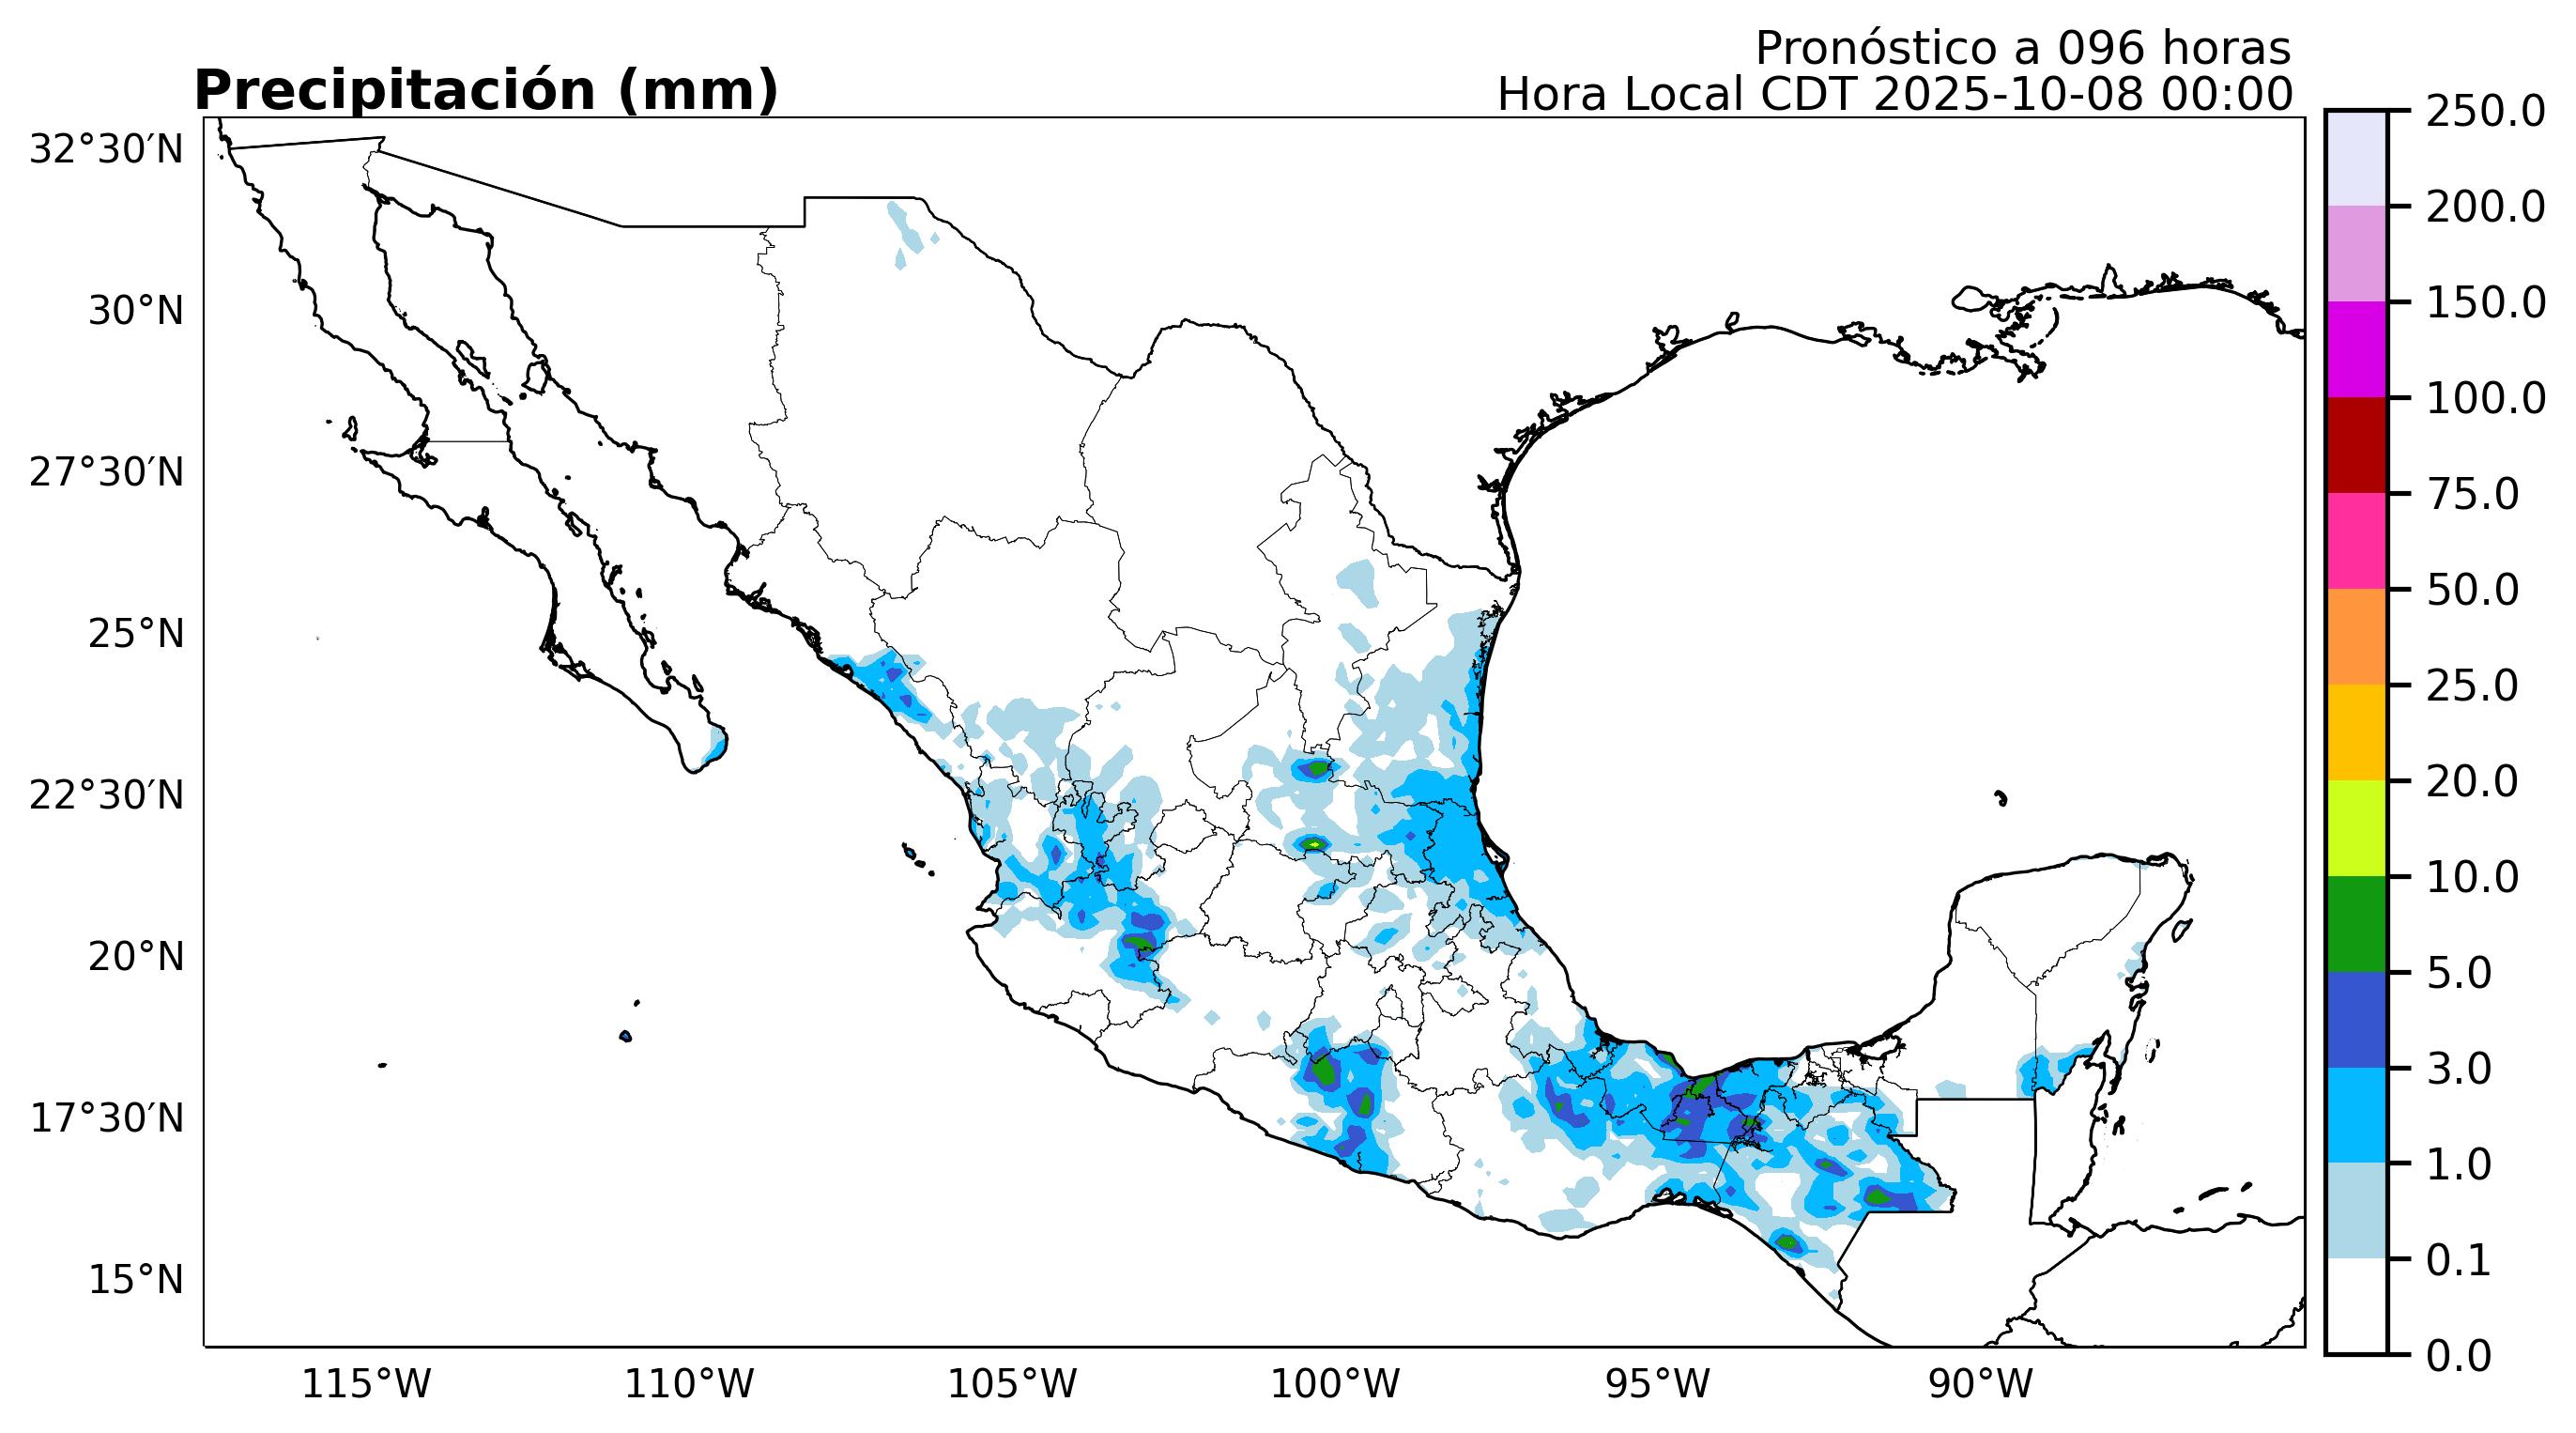 Pronóstico a 096 horas
Precipitación (mm)
Hora Local CDT 2025-10-08 00:00
32°30′N
30°N
27°30′N
25°N
22°30′N
20°N
17°30′N
15°N
115°W
110°W
105°W
100°W
95°W
90°W
250.0
200.0
150.0
100.0
75.0
50.0
25.0
20.0
10.0
5.0
3.0
1.0
0.1
0.0